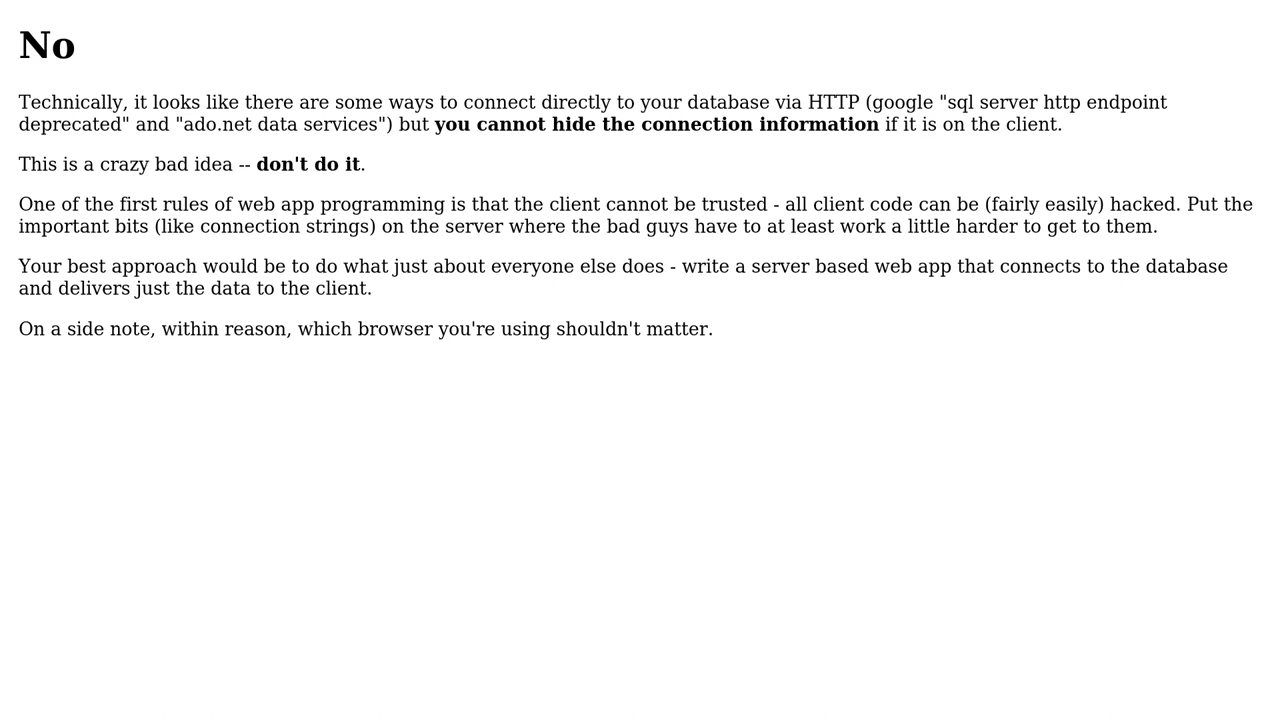 No
Technically, it looks like there are some ways to connect directly to your database via HTTP (google "sql server http endpoint
deprecated" and "ado.net data services") but you cannot hide the connection information if it is on the client.
This is a crazy bad idea -- don't do it.
One of the first rules of web app programming is that the client cannot be trusted - all client code can be (fairly easily) hacked. Put the
important bits (like connection strings) on the server where the bad guys have to at least work a little harder to get to them.
Your best approach would be to do what just about everyone else does - write a server based web app that connects to the database
and delivers just the data to the client.
On a side note, within reason, which browser you're using shouldn't matter.